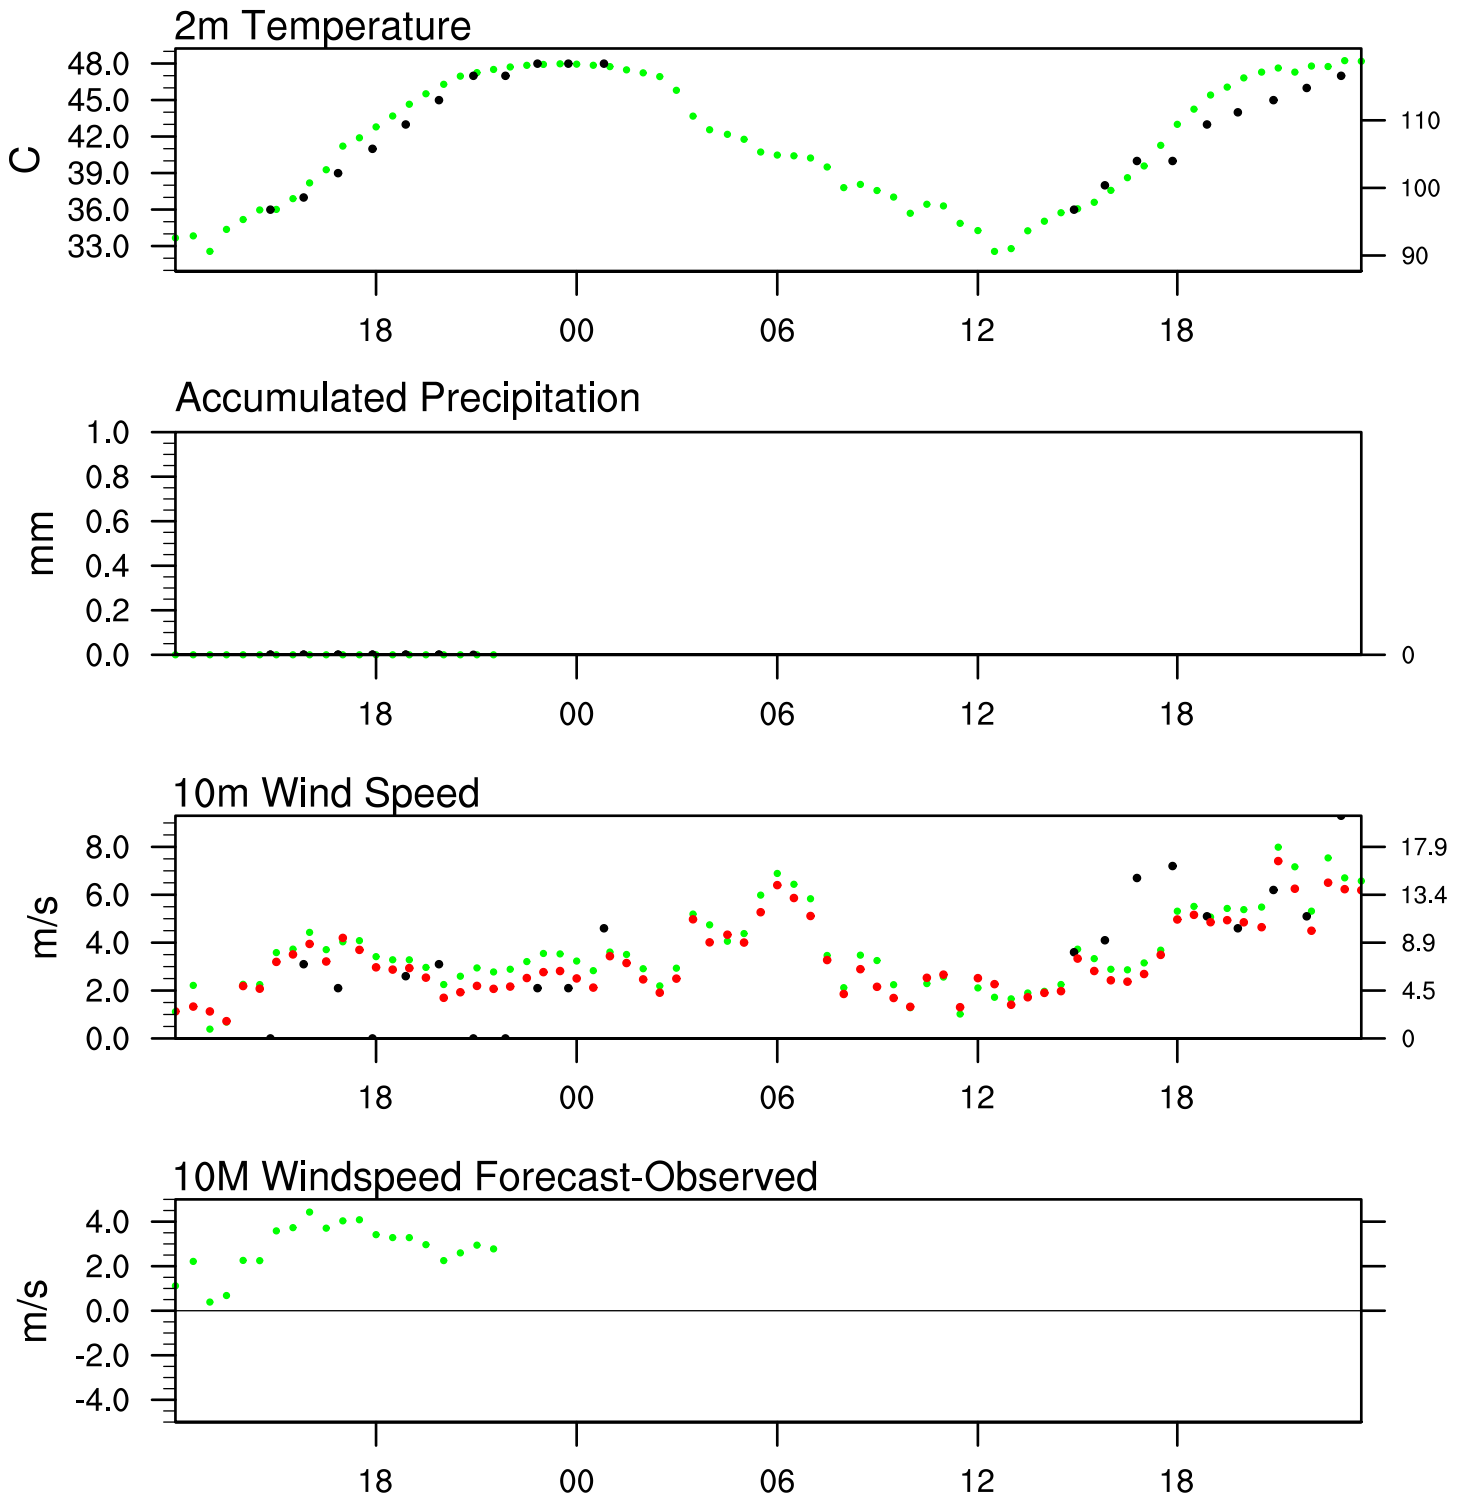 2m Temperature
48.0
45.0
42.0
39.0
36.0
33.0
C
110
100
90
18 00 06 12 18
Accumulated Precipitation
1.0
0.8
0.6
0.4
0.2
0.0
mm
0
18 00 06 12 18
10m Wind Speed
8.0
6.0
4.0
2.0
0.0
m/s
17.9
13.4
8.9
4.5
0
18 00 06 12 18
10M Windspeed Forecast-Observed
4.0
2.0
0.0
-2.0
-4.0
m/s
18 00 06 12 18